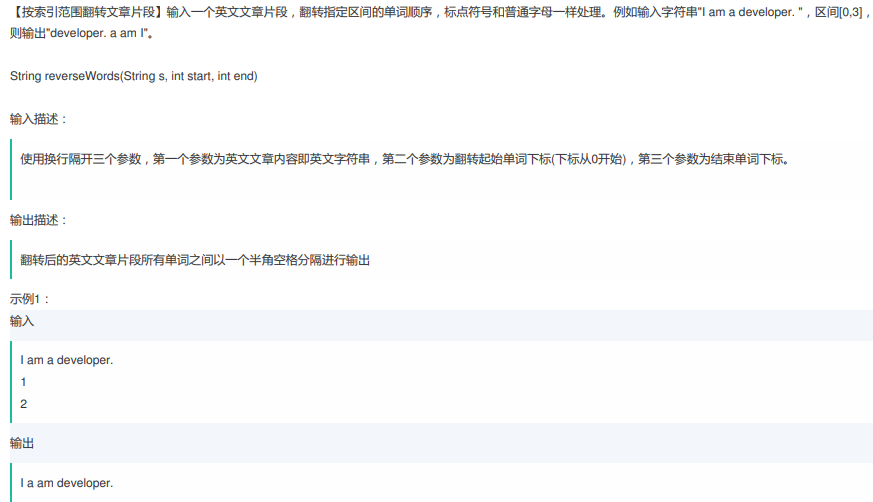 【按索引范围翻转文章片段】输入一个英文文章片段，翻转指定区间的单词顺序，标点符号和普通字母一样处理。例如输入字符串"I am a developer. "，区间[0,3]，
则输出"developer. a am I"。
String reverseWords(String s, int start, int end)
输入描述：
使用换行隔开三个参数，第一个参数为英文文章内容即英文字符串，第二个参数为翻转起始单词下标(下标从0开始)，第三个参数为结束单词下标。
输出描述：
翻转后的英文文章片段所有单词之间以一个半角空格分隔进行输出
示例1：
输入
I am a developer.
1
2
输出
I a am developer.